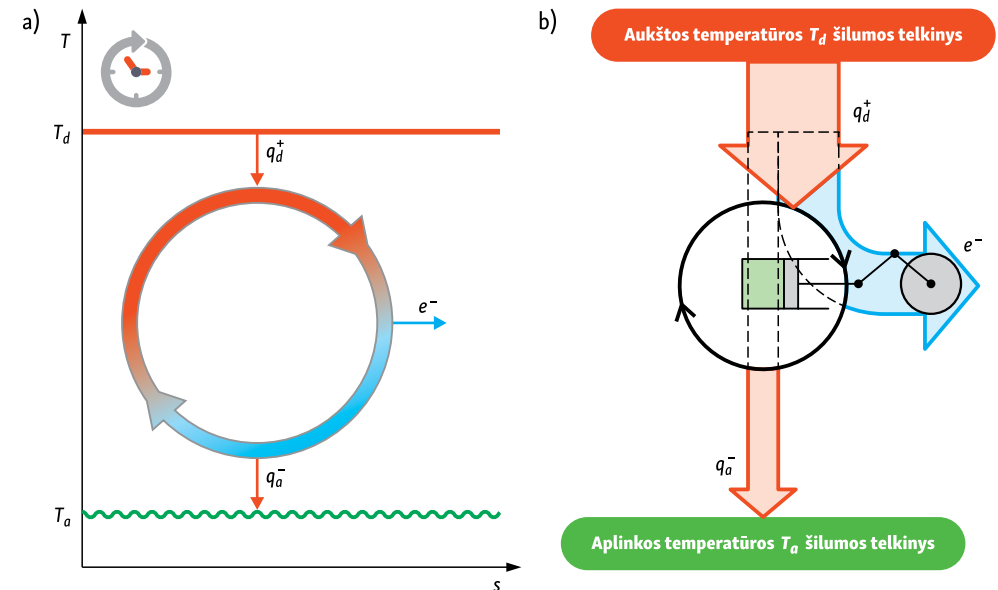 a)
T
T_d
q_d^+
e^–
q_a^–
T_a
s
b)
Aukštos temperatūros T_d šilumos telkinys
q_d^+
e^–
q_a^–
Aplinkos temperatūros T_a šilumos telkinys